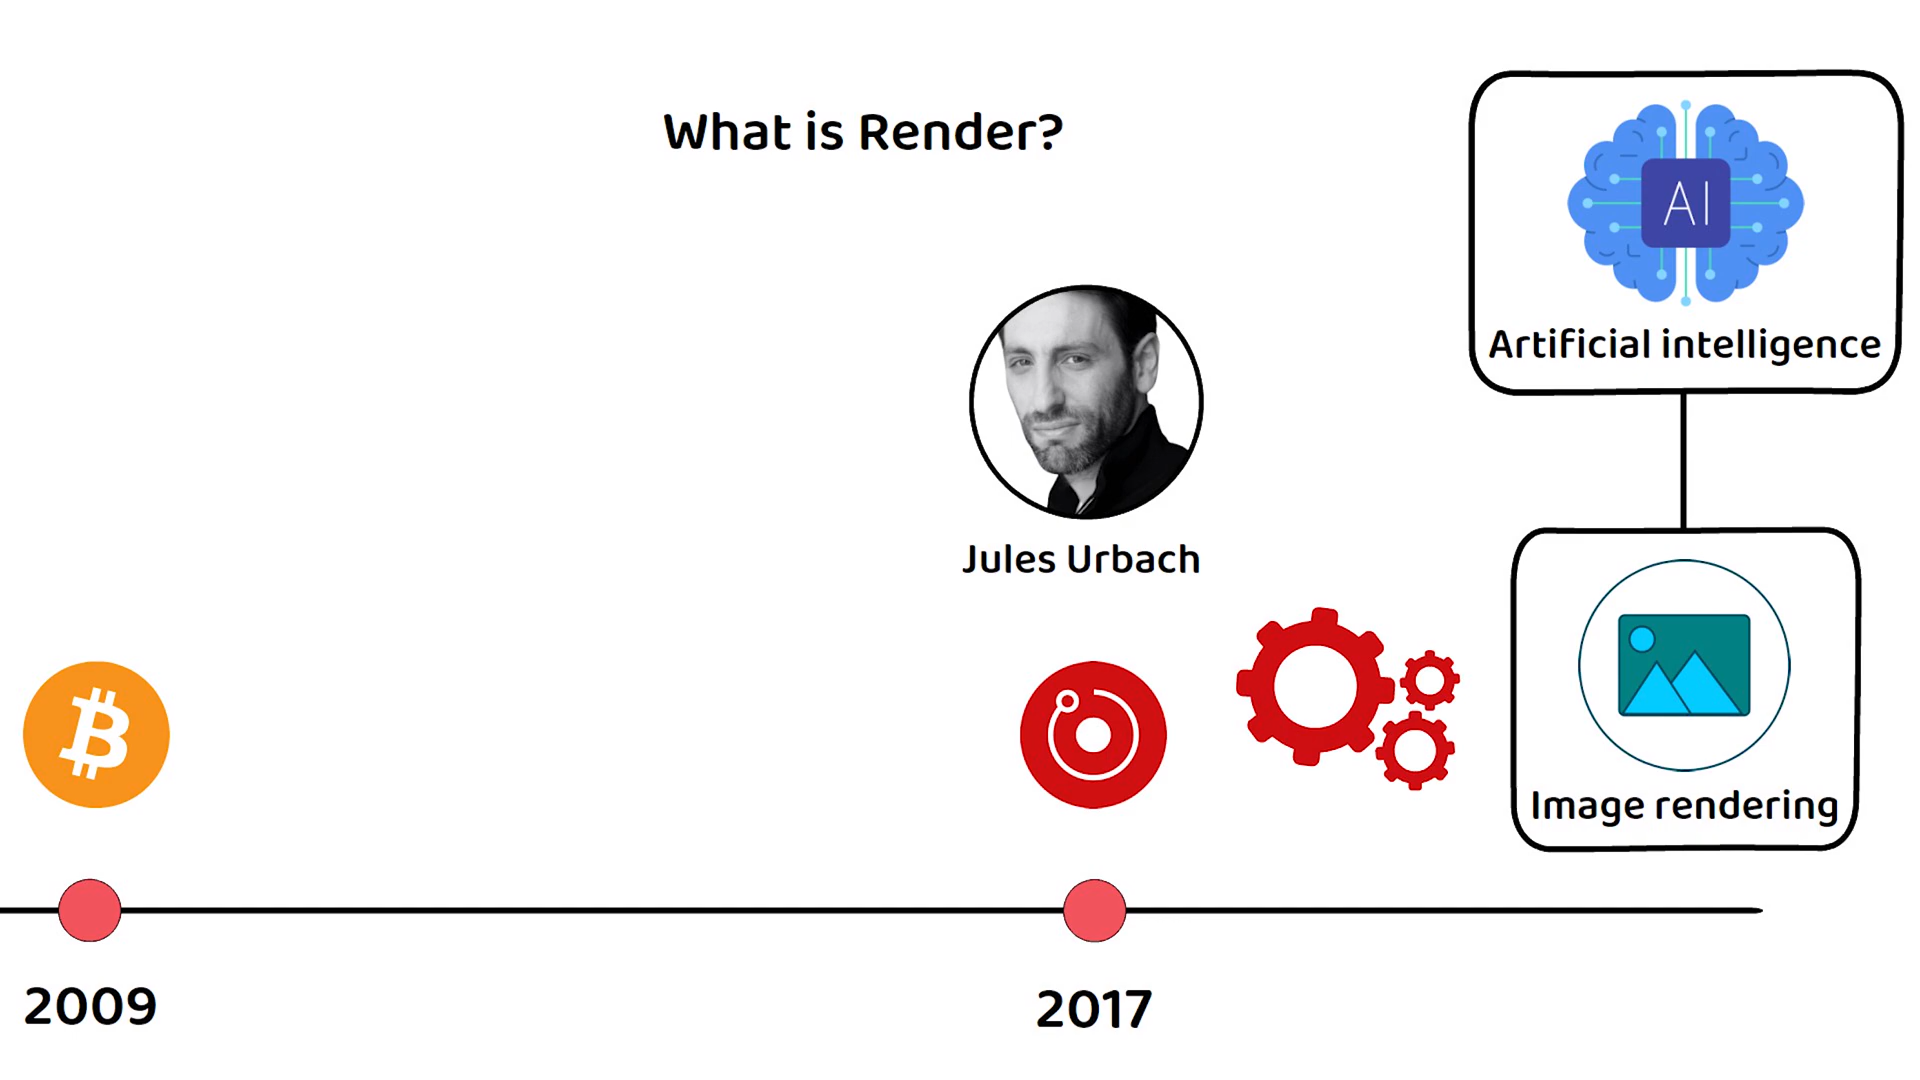 What is Render?
AI
Artificial intelligence
Jules Urbach
Image rendering
2009
2017